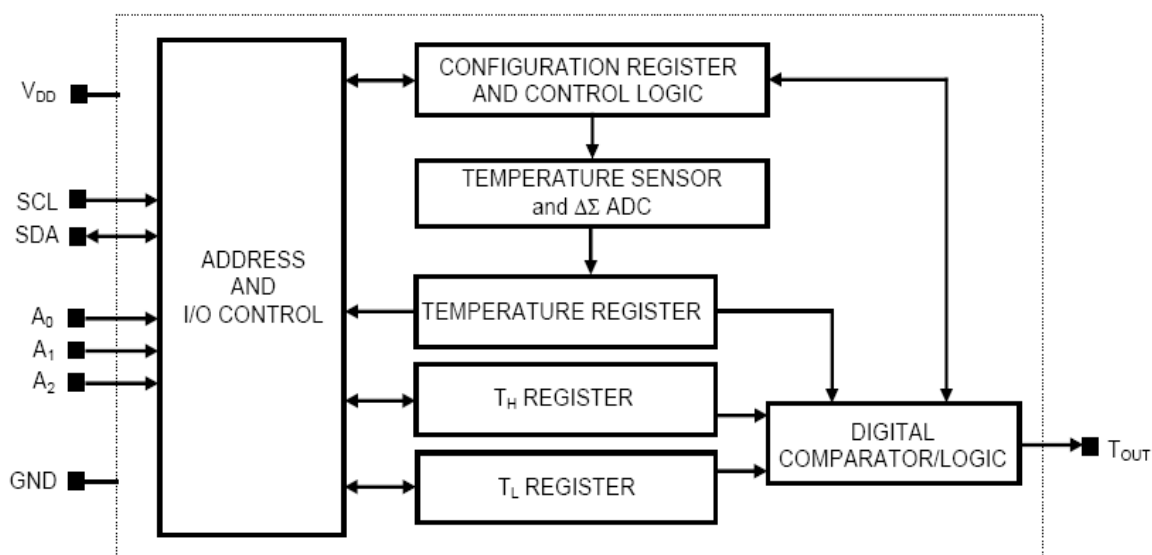 V_DD
SCL
SDA
A_0
A_1
A_2
GND
ADDRESS
AND
I/O CONTROL
CONFIGURATION REGISTER
AND CONTROL LOGIC
TEMPERATURE SENSOR
and ΔΣ ADC
TEMPERATURE REGISTER
T_H REGISTER
T_L REGISTER
DIGITAL
COMPARATOR/LOGIC
T_OUT